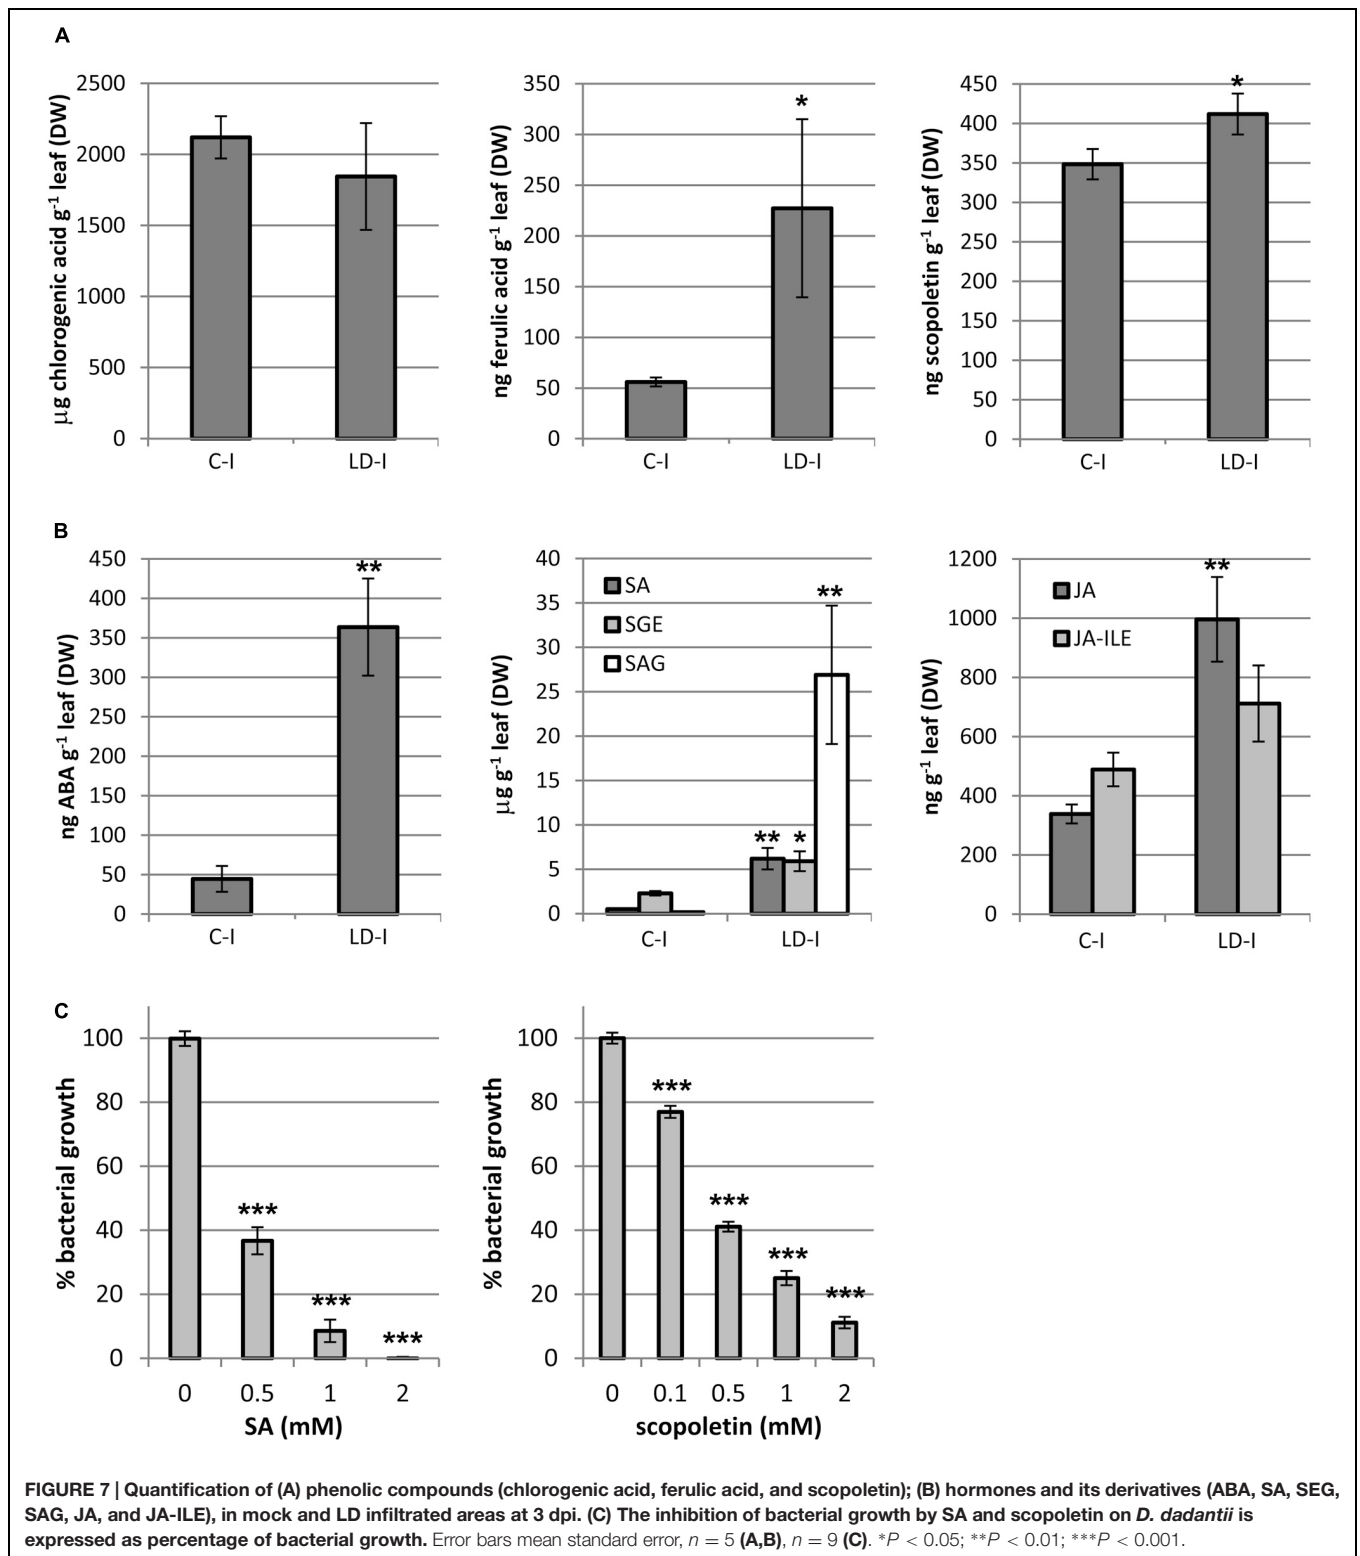 A
μg chlorogenic acid g-1 leaf (DW)
2500
2000
1500
1000
500
0
C-I LD-I
ng ferulic acid g-1 leaf (DW)
350
300
250
200
150
100
50
0
*
C-I LD-I
ng scopoletin g-1 leaf (DW)
450
400
350
300
250
200
150
100
50
0
*
C-I LD-I
B
ng ABA g-1 leaf (DW)
450
400
350
300
250
200
150
100
50
0
**
C-I LD-I
μg g-1 leaf (DW)
40
35
30
25
20
15
10
5
0
SA
SGE
SAG
** * **
C-I LD-I
ng g-1 leaf (DW)
1200
1000
800
600
400
200
0
JA
JA-ILE
**
C-I LD-I
C
% bacterial growth
100
80
60
40
20
0
*** *** ***
0 0.5 1 2
SA (mM)
% bacterial growth
100
80
60
40
20
0
*** *** *** ***
0 0.1 0.5 1 2
scopoletin (mM)
FIGURE 7 | Quantification of (A) phenolic compounds (chlorogenic acid, ferulic acid, and scopoletin); (B) hormones and its derivatives (ABA, SA, SEG,
SAG, JA, and JA-ILE), in mock and LD infiltrated areas at 3 dpi. (C) The inhibition of bacterial growth by SA and scopoletin on D. dadantii is
expressed as percentage of bacterial growth. Error bars mean standard error, n = 5 (A,B), n = 9 (C). *P < 0.05; **P < 0.01; ***P < 0.001.